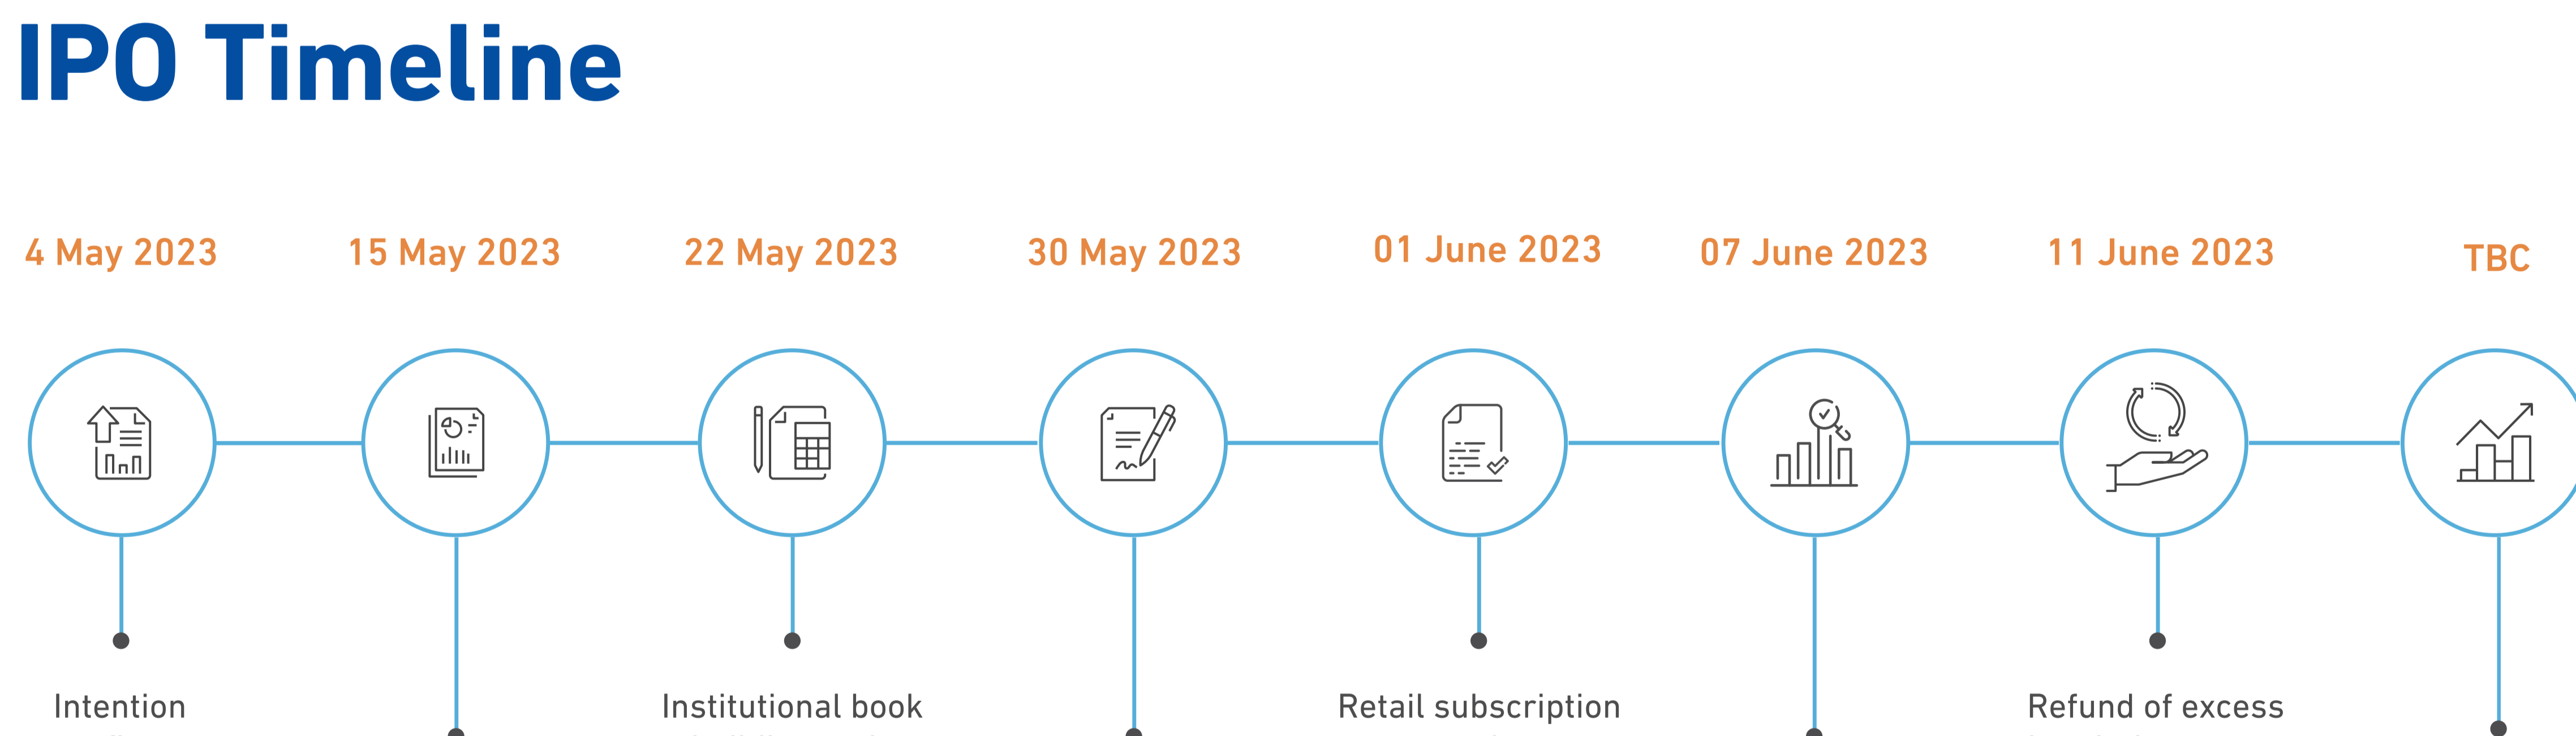 IPO Timeline
4 May 2023
15 May 2023
22 May 2023
30 May 2023
01 June 2023
07 June 2023
11 June 2023
TBC
Intention
Institutional book
Retail subscription
Refund of excess